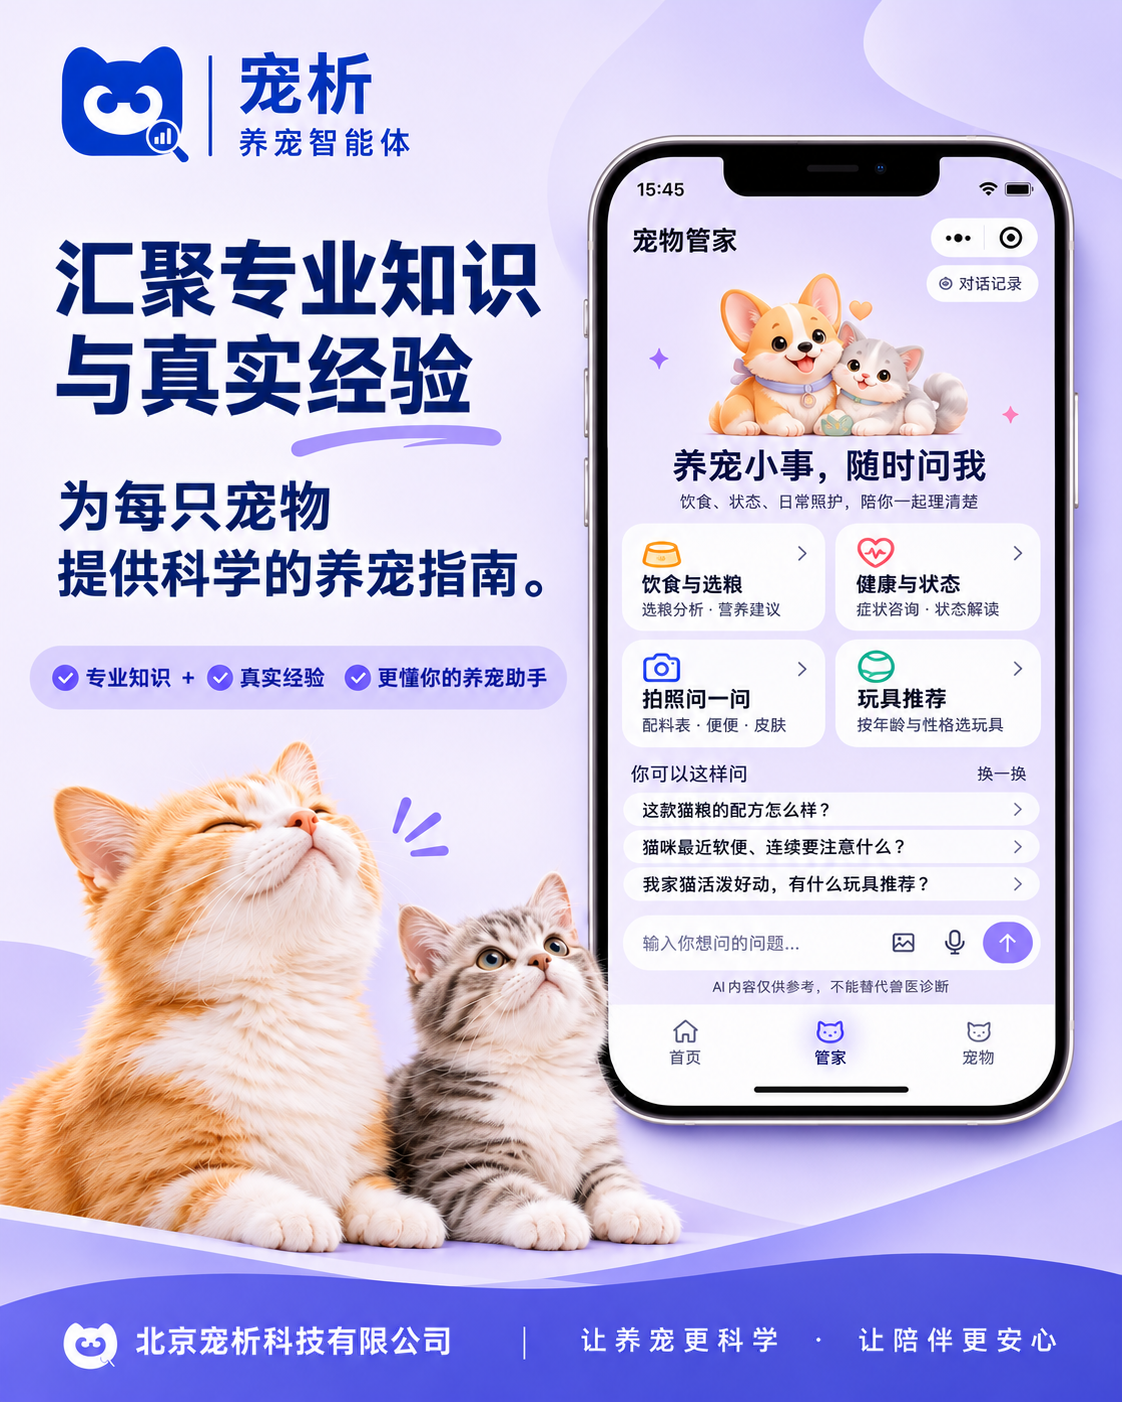 宠析
养宠智能体
汇聚专业知识
与真实经验
为每只宠物
提供科学的养宠指南。
专业知识 + 真实经验 更懂你的养宠助手
15:45
宠物管家
对话记录
养宠小事，随时问我
饮食、状态、日常照护，陪你一起理清楚
饮食与选粮
选粮分析 · 营养建议
健康与状态
症状咨询 · 状态解读
拍照问一问
配料表 · 便便 · 皮肤
玩具推荐
按年龄与性格选玩具
你可以这样问
换一换
这款猫粮的配方怎么样？
猫咪最近软便、连续要注意什么？
我家猫活泼好动，有什么玩具推荐？
输入你想问的问题...
AI内容仅供参考，不能替代兽医诊断
首页
管家
宠物
北京宠析科技有限公司
让养宠更科学 · 让陪伴更安心